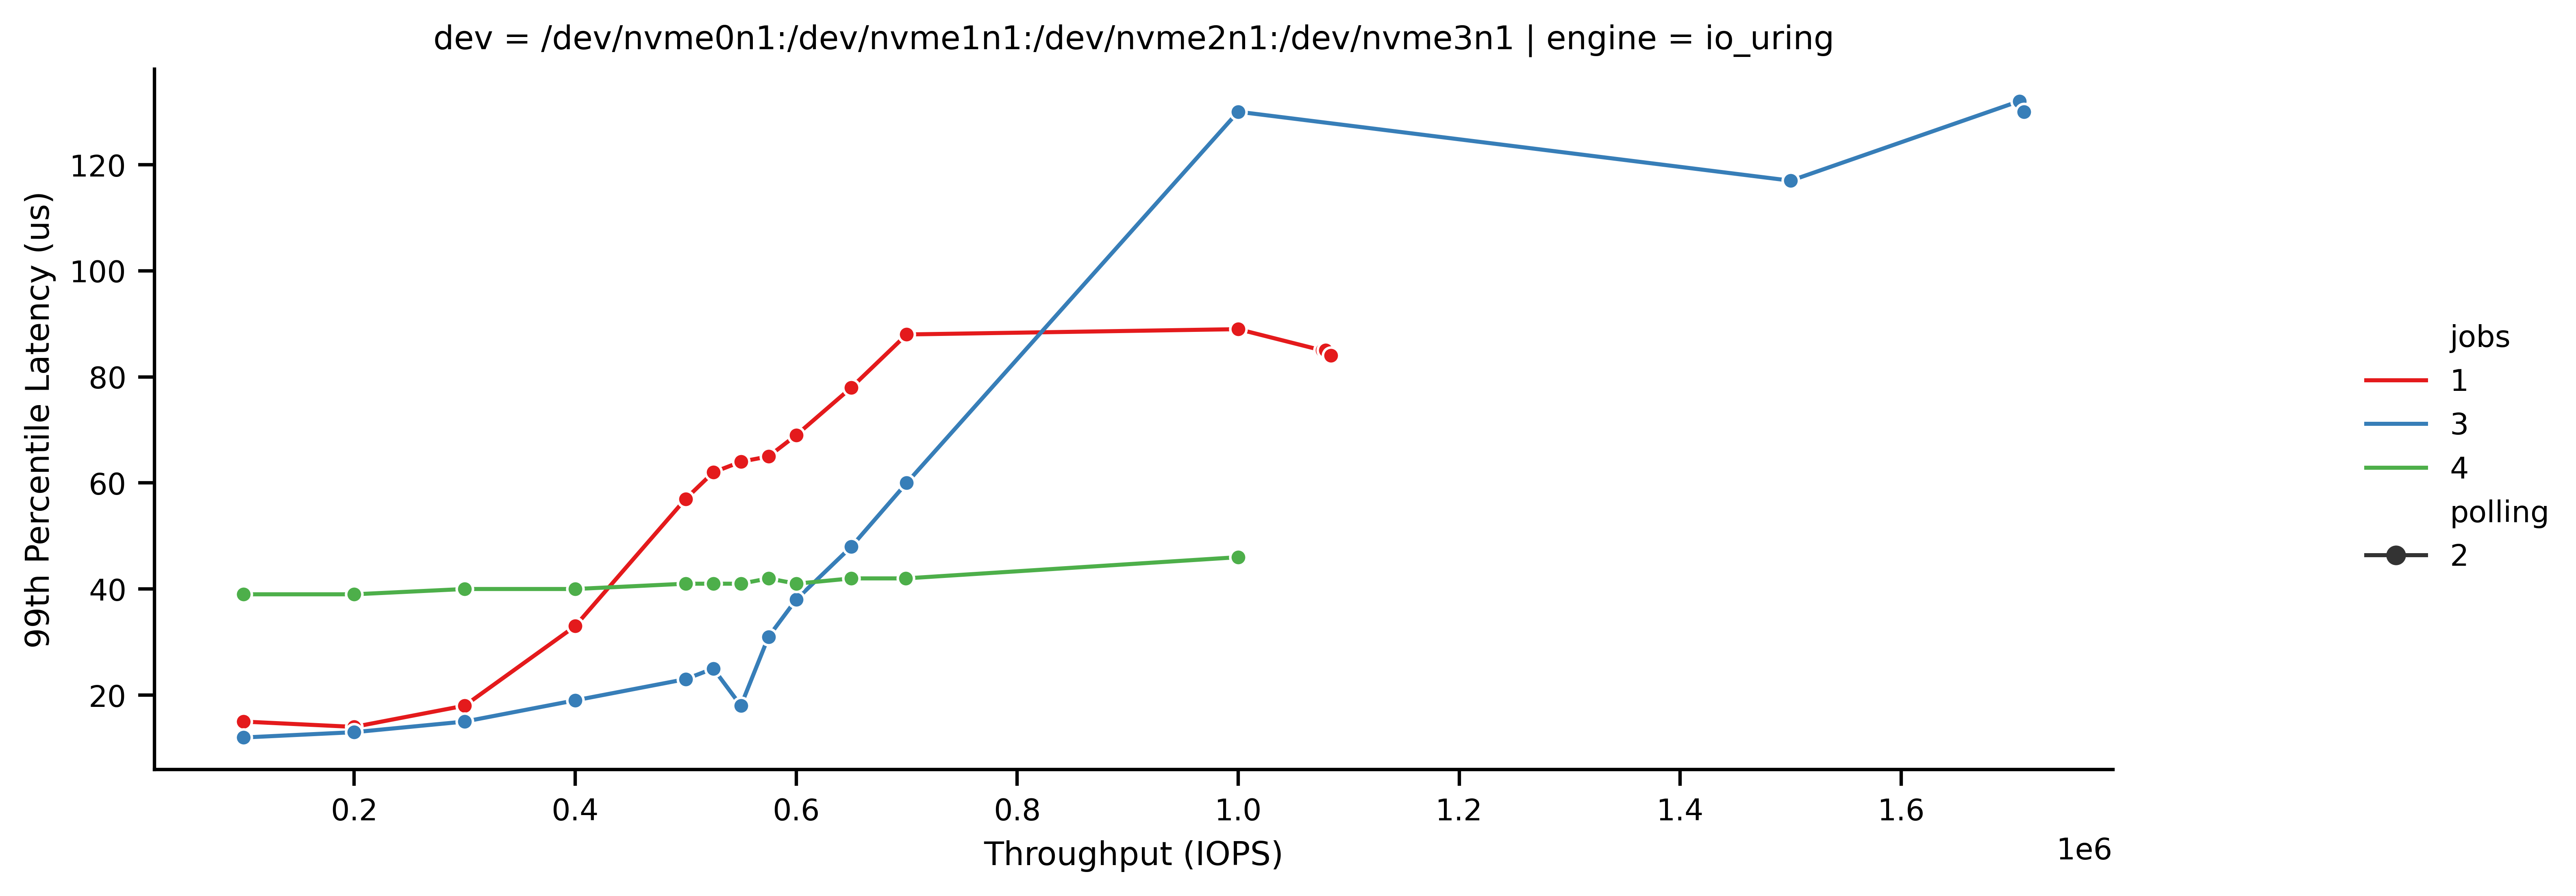 dev = /dev/nvme0n1:/dev/nvme1n1:/dev/nvme2n1:/dev/nvme3n1 | engine = io_uring
99th Percentile Latency (us)
120
100
80
60
40
20
0.2 0.4 0.6 0.8 1.0 1.2 1.4 1.6
1e6
Throughput (IOPS)
jobs
1
3
4
polling
2